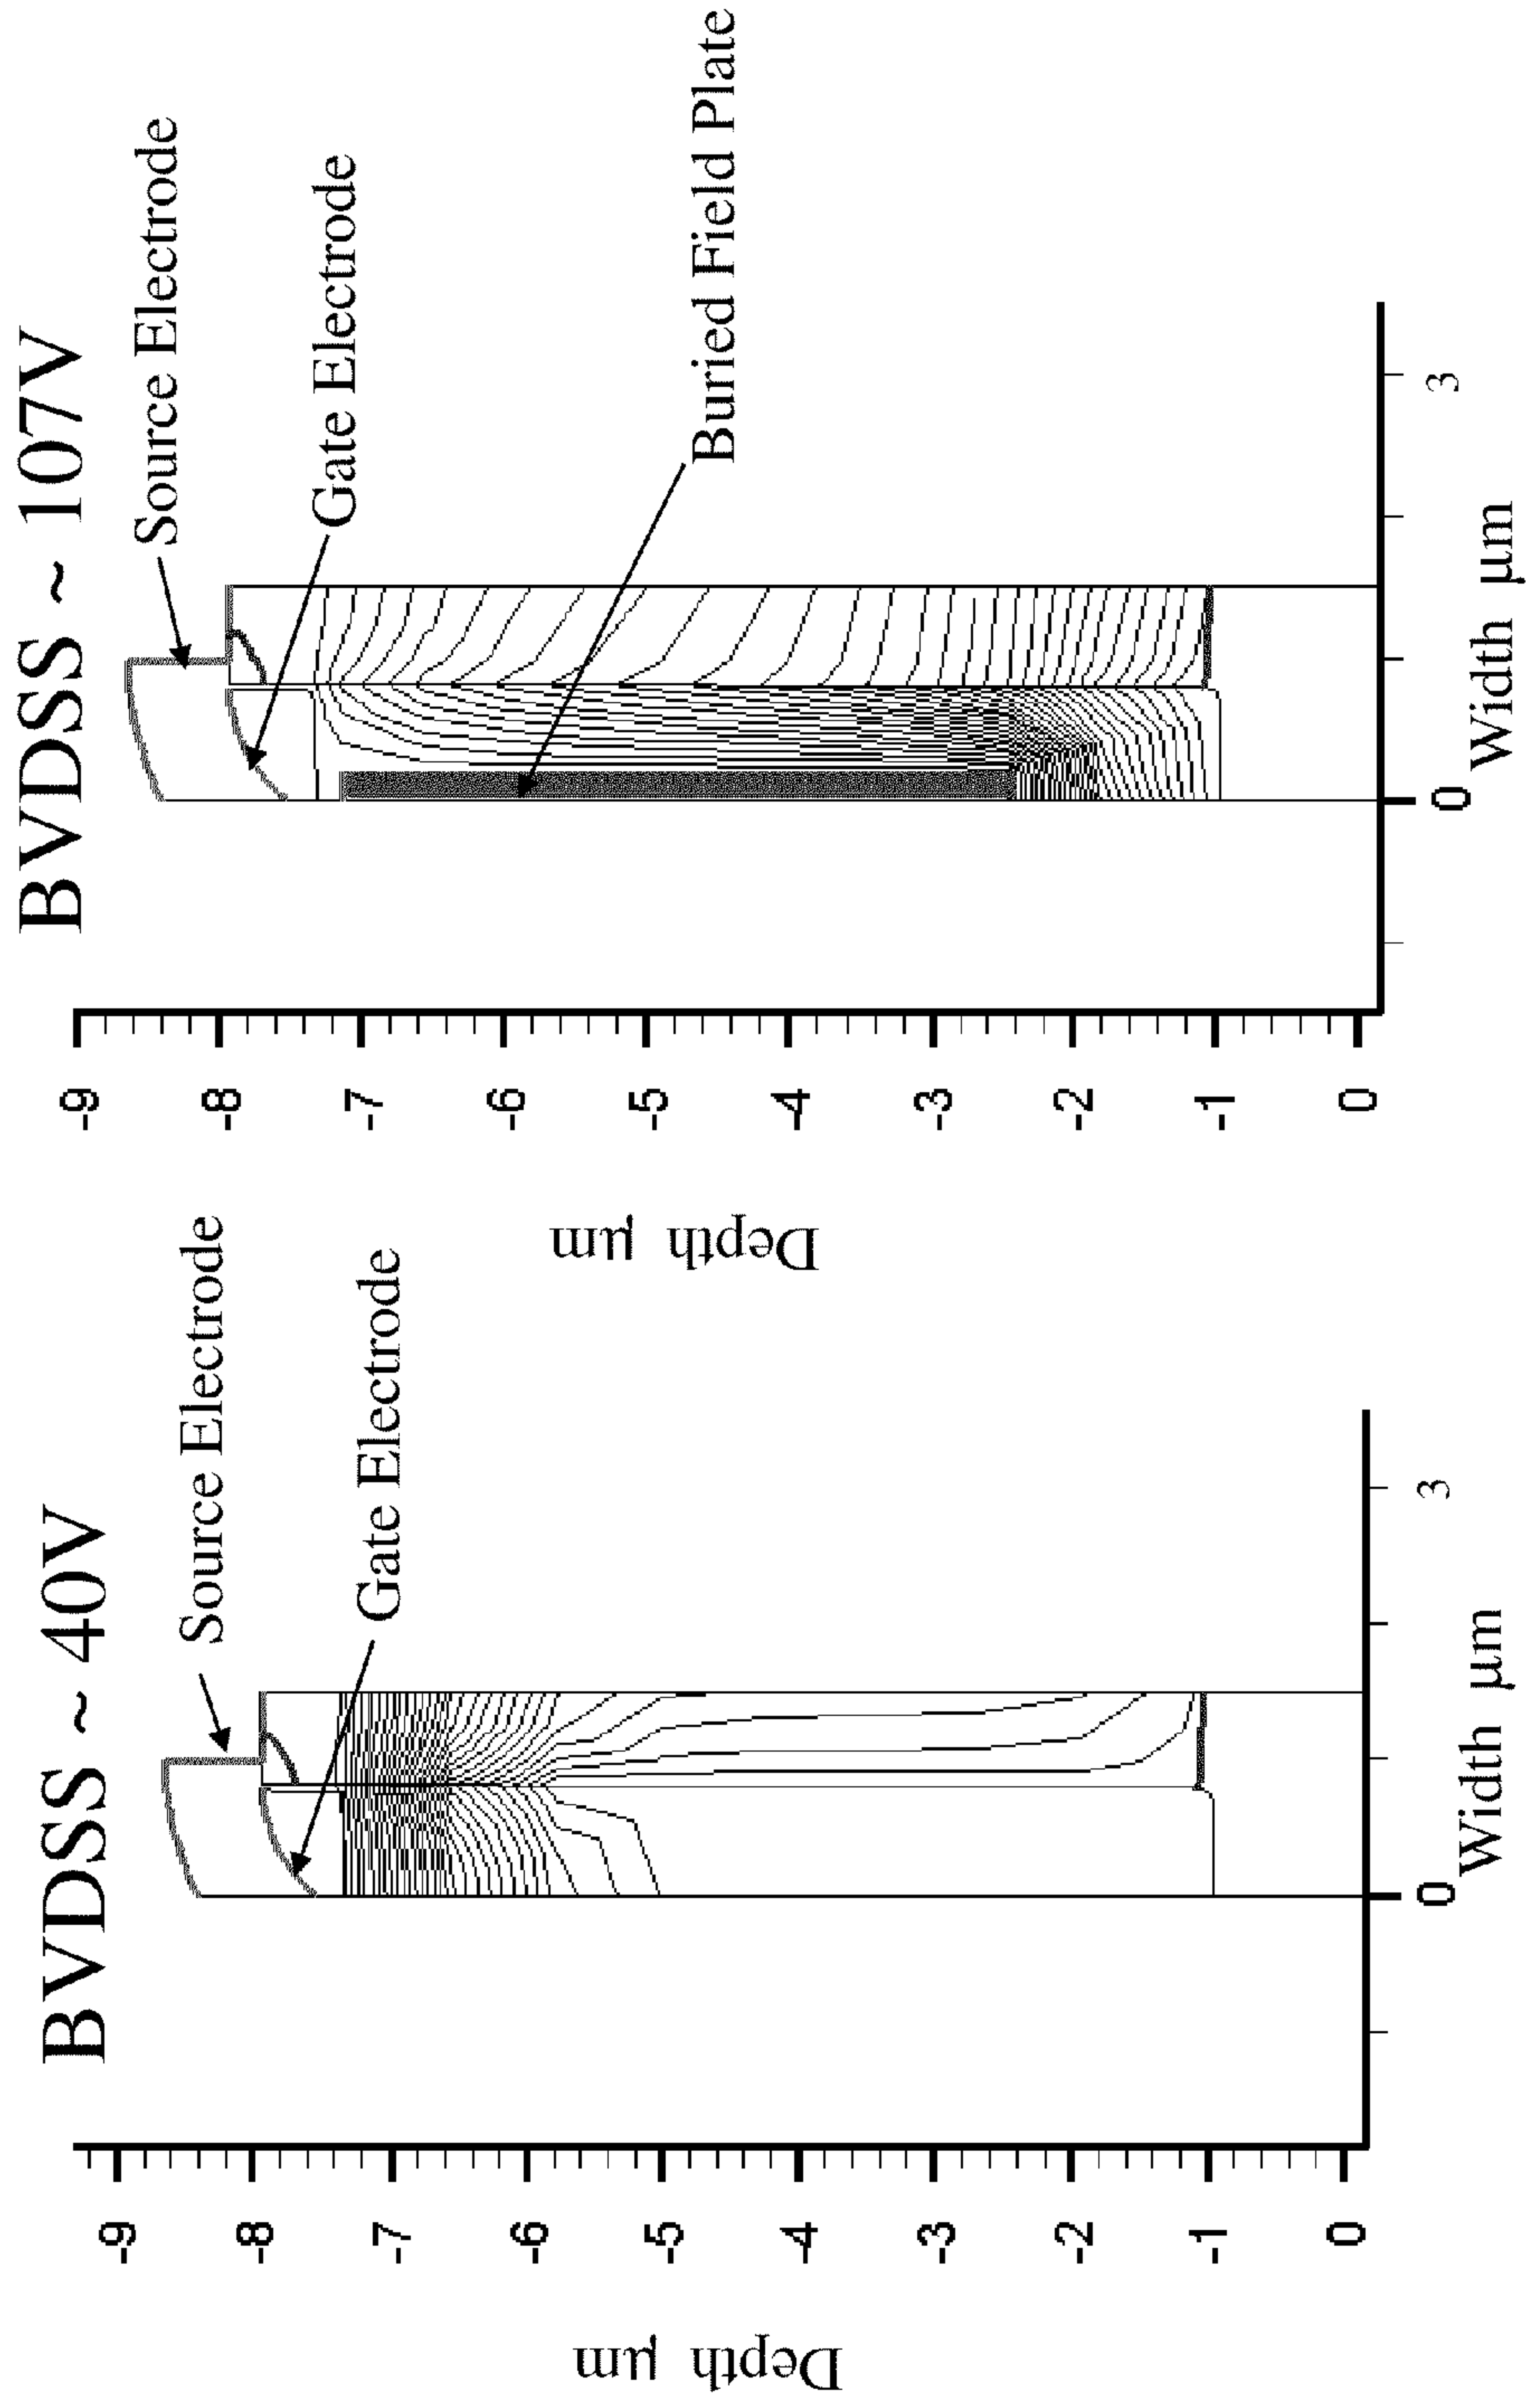 BVDSS ~ 40V
Source Electrode
Gate Electrode
-9
-8
-7
-6
-5
-4
-3
-2
-1
0
Depth µm
0
3
Width µm
BVDSS ~ 107V
Source Electrode
Gate Electrode
Buried Field Plate
-9
-8
-7
-6
-5
-4
-3
-2
-1
0
Depth µm
0
3
Width µm